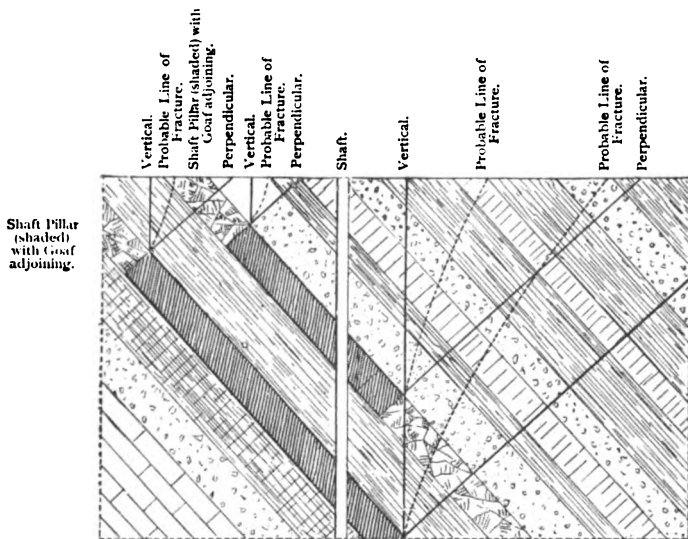 Vertical.
Probable Line of
Fracture.
Shaft Pillar (shaded) with
Goaf adjoining.
Perpendicular.
Vertical.
Probable Line of
Fracture.
Perpendicular.
Shaft.
Vertical.
Probable Line of
Fracture.
Probable Line of
Fracture.
Perpendicular.
Shaft Pillar
(shaded)
with Goaf
adjoining.